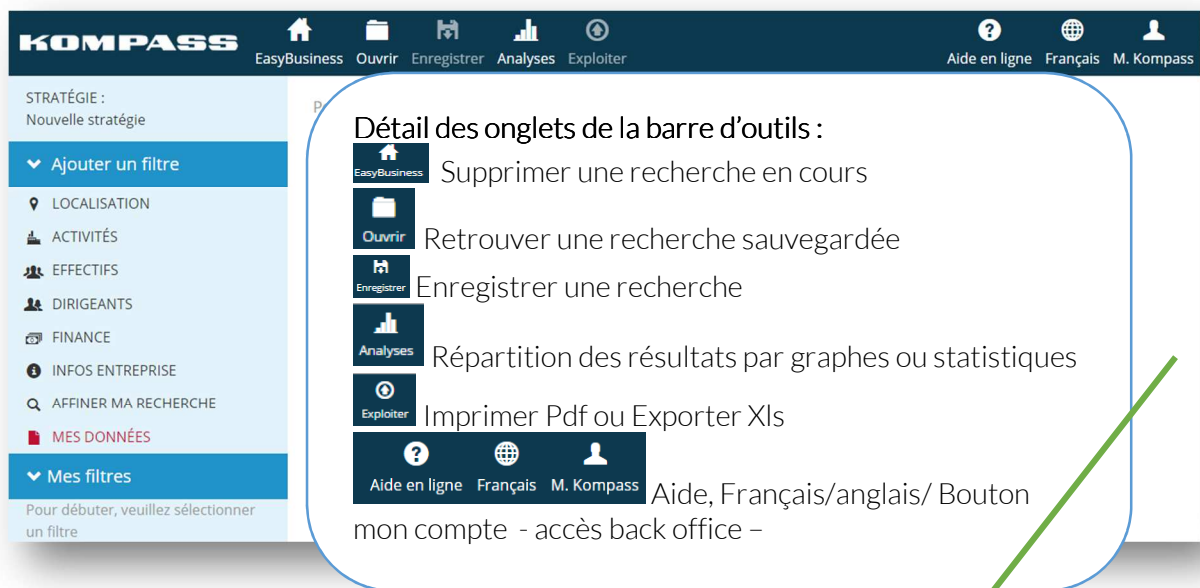 KOMPASS
EasyBusiness Ouvrir Enregistrer Analyses Exploiter
Aide en ligne Français M. Kompass
STRATÉGIE :
Nouvelle stratégie
Ajouter un filtre
LOCALISATION
ACTIVITÉS
EFFECTIFS
DIRIGEANTS
FINANCE
INFOS ENTREPRISE
AFFINER MA RECHERCHE
MES DONNÉES
Mes filtres
Pour débuter, veuillez sélectionner
un filtre
Détail des onglets de la barre d’outils :
EasyBusiness Supprimer une recherche en cours
Ouvrir Retrouver une recherche sauvegardée
Enregistrer Enregistrer une recherche
Analyses Répartition des résultats par graphes ou statistiques
Exploiter Imprimer Pdf ou Exporter Xls
Aide en ligne Français M. Kompass Aide, Français/anglais/ Bouton
mon compte - accès back office –